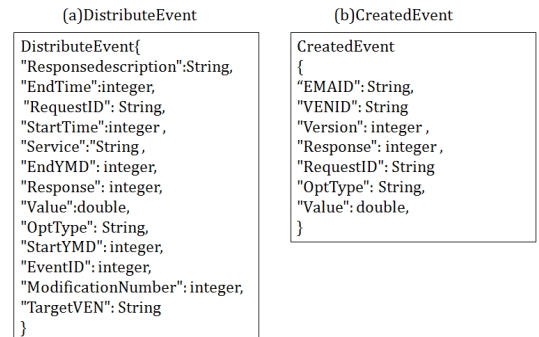 (a)DistributeEvent
DistributeEvent{
"Responsedescription":String,
"EndTime":integer,
"RequestID": String,
"StartTime":integer ,
"Service":"String ,
"EndYMD": integer,
"Response": integer,
"Value":double,
"OptType": String,
"StartYMD": integer,
"EventID": integer,
"ModificationNumber": integer,
"TargetVEN": String
}
(b)CreatedEvent
CreatedEvent
{
“EMAID": String,
"VENID": String
"Version": integer ,
"Response": integer ,
"RequestID": String
"OptType": String,
"Value": double,
}